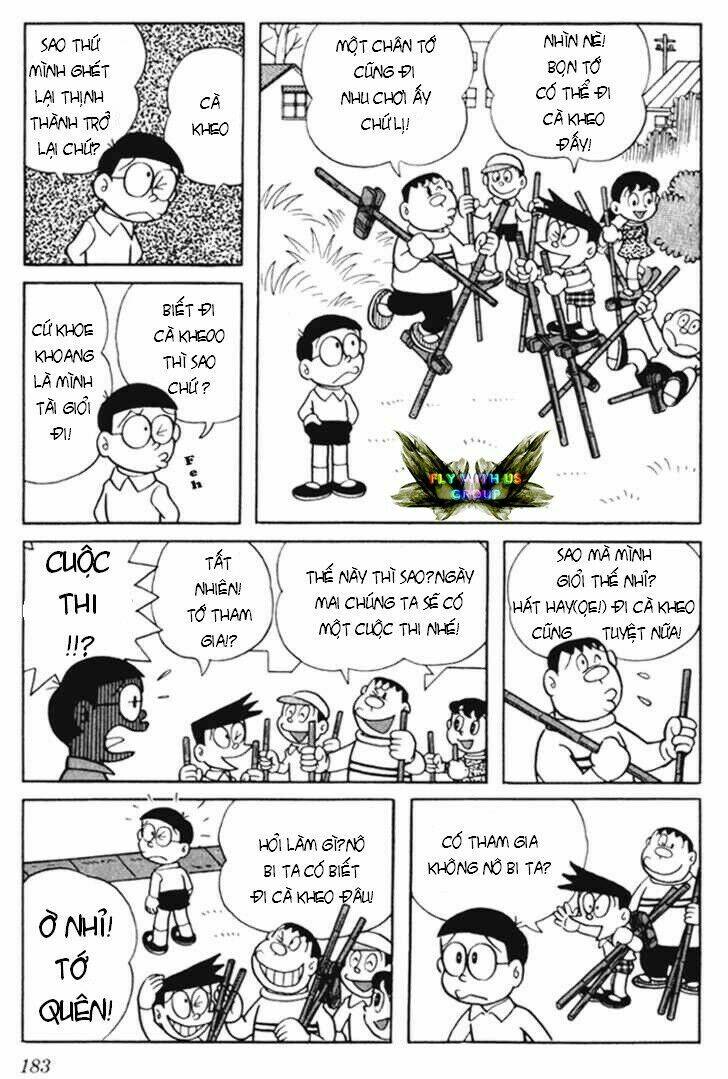 NHÌN NÈ!
BỌN TỚ
CÓ THỂ ĐI
CÀ KHEO
ĐẤY!
MỘT CHÂN TỚ
CŨNG ĐI
NHU CHƠI ẤY
CHỨ LỊ!
FLY WITH US
GROUP
CÀ
KHEO
SAO THỨ
MÌNH GHÉT
LẠI THỊNH
THÀNH TRỞ
LẠI CHỨ?
BIẾT ĐI
CÀ KHEOO
THÌ SAO
CHỨ?
CỨ KHOE
KHOANG
LÀ MÌNH
TÀI GIỎI
ĐI!
Feh
SAO MÀ MÌNH
GIỎI THẾ NHỈ?
HÁT HAY(QE!) ĐI CÀ KHEO
CŨNG TUYỆT NỮA!
THẾ NÀY THÌ SAO?NGÀY
MAI CHÚNG TA SẼ CÓ
MỘT CUỘC THI NHÉ!
TẤT
NHIÊN!
TỚ THAM
GIA!?
CUỘC
THI
!!?
CÓ THAM GIA
KHÔNG NÔ BI TA?
HỎI LÀM GÌ?NÔ
BI TA CÓ BIẾT
ĐI CÀ KHEO ĐÂU!
Ờ NHỈ!
TỚ
QUÊN!
183